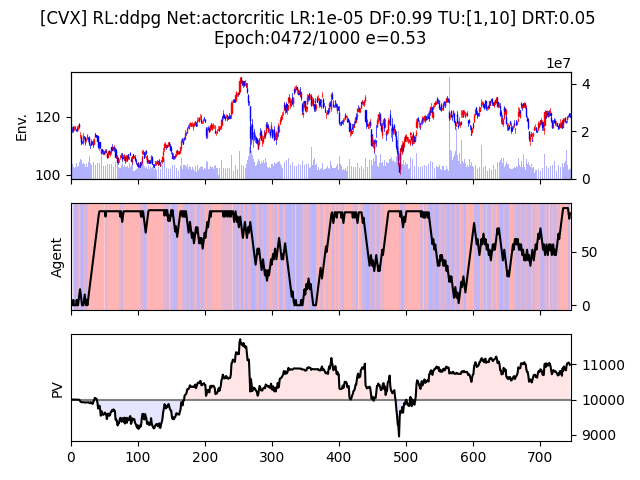 [CVX] RL:ddpg Net:actorcritic LR:1e-05 DF:0.99 TU:[1,10] DRT:0.05
Epoch:0472/1000 e=0.53
1e7
Env.
120
100
4
2
0
Agent
50
0
PV
11000
10000
9000
0 100 200 300 400 500 600 700